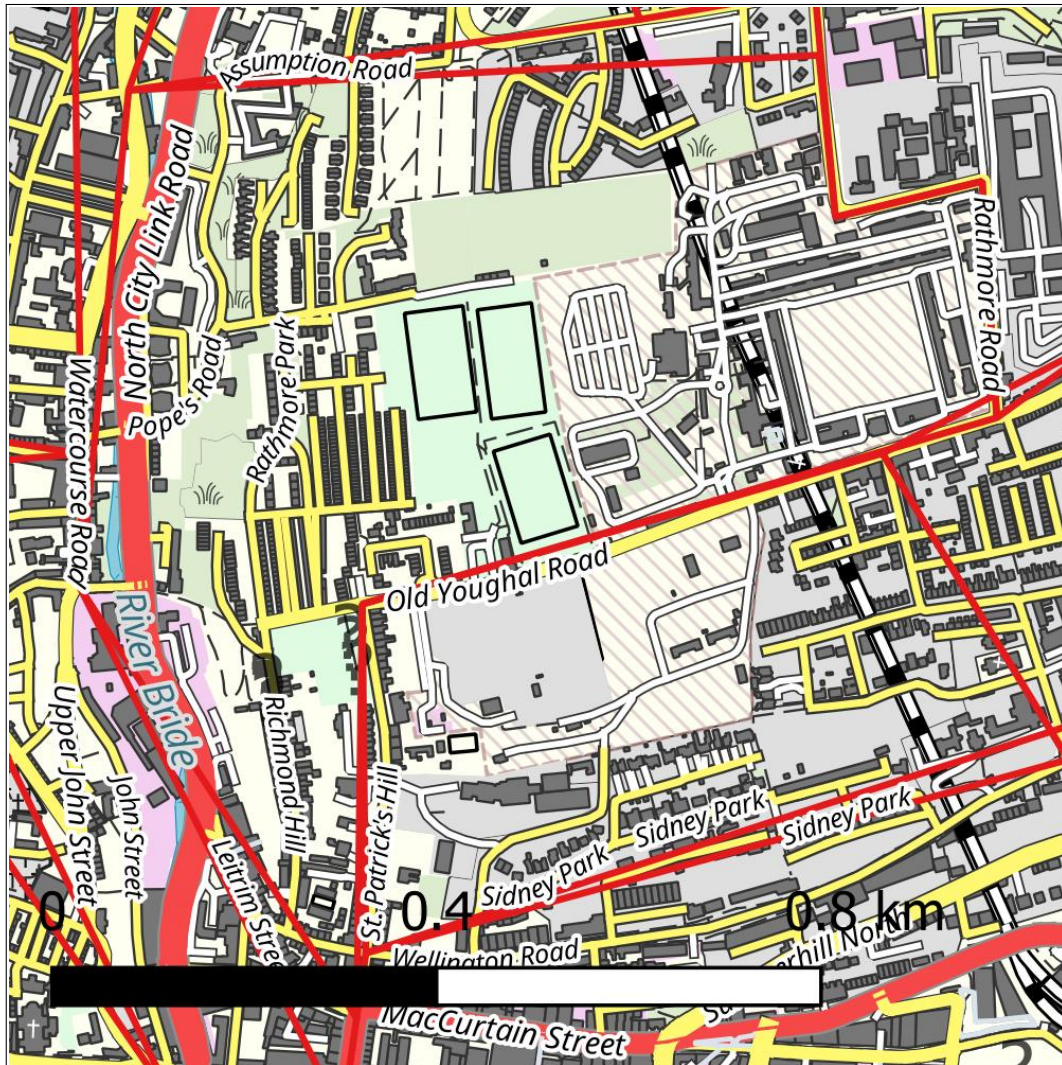 Assumption Road
North City Link Road
Rathmore Road
Pope's Road
Rathmore Park
Watercourse Road
Old Youghal Road
River Bride
Upper John Street
John Street
Richmond Hill
St. Patrick's Hill
Sidney Park
Sidney Park
Sidney Park
Leitrim Street
0
0.4
0.8 km
Wellington Road
MacCurtain Street